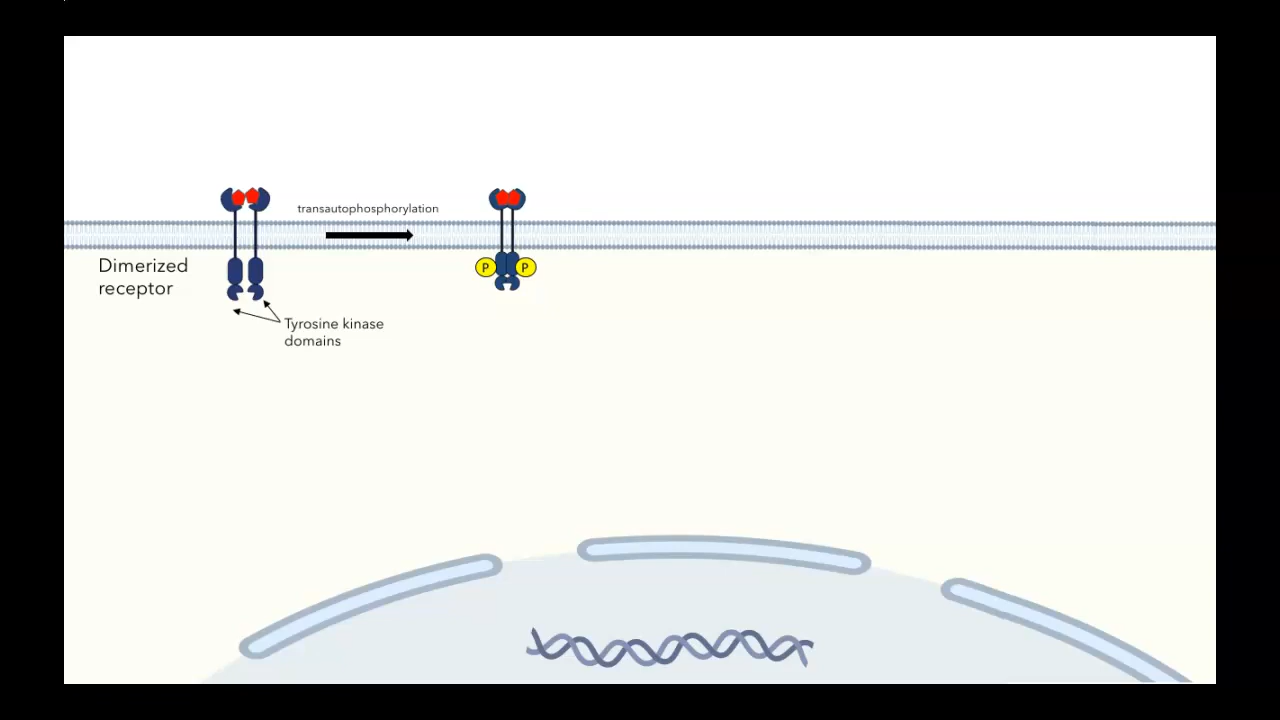 transautophosphorylation
Dimerized
receptor
P
P
Tyrosine kinase
domains